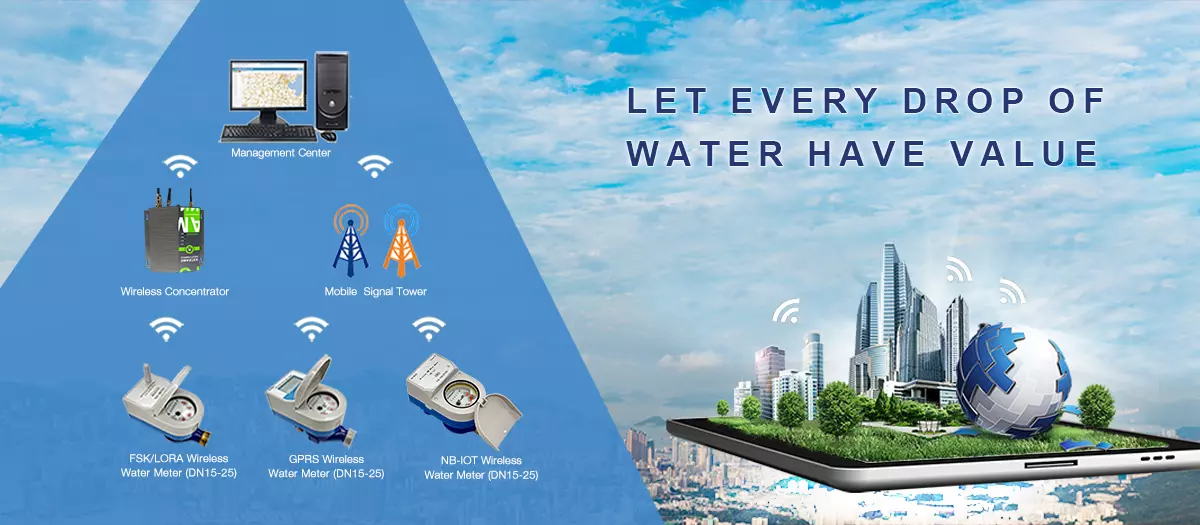 LET EVERY DROP OF
WATER HAVE VALUE
Management Center
Wireless Concentrator
Mobile Signal Tower
FSK/LORA Wireless
Water Meter (DN15-25)
GPRS Wireless
Water Meter (DN15-25)
NB-IOT Wireless
Water Meter (DN15-25)